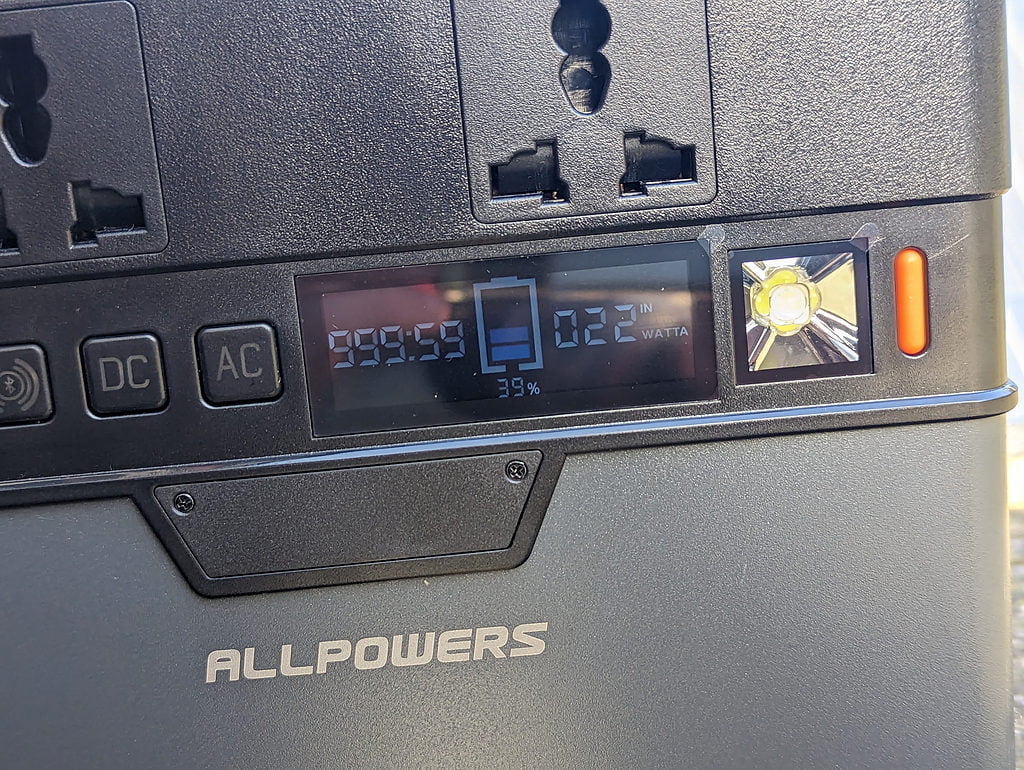 DC
AC
999:59
39%
022
IN
WATTA
ALLPOWERS